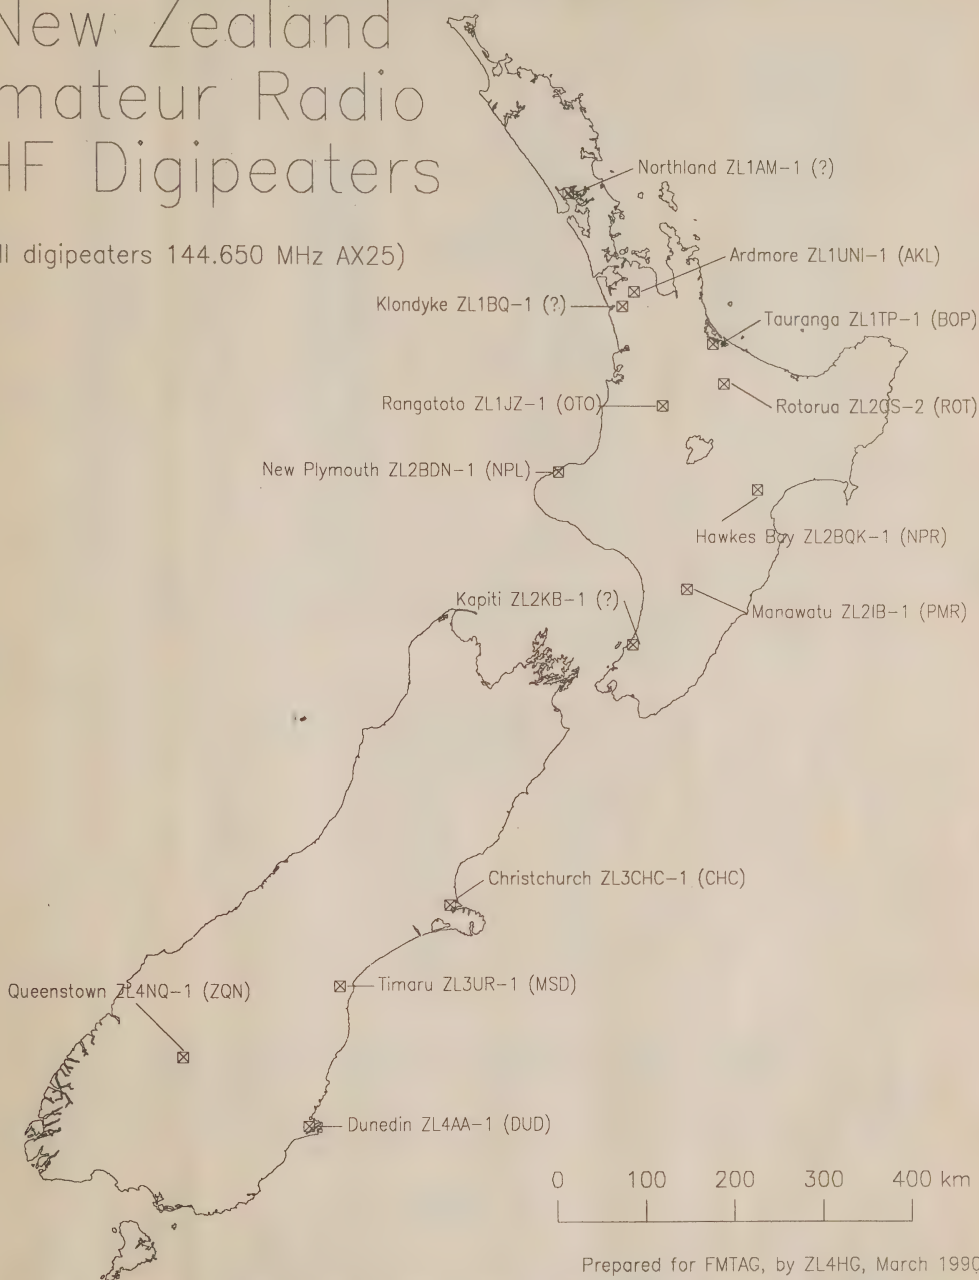 New Zealand
mateur Radio
HF Digipeaters
ll digipeaters 144.650 MHz AX25)
Northland ZL1AM-1 (?)
Ardmore ZL1UNI-1 (AKL)
Klondyke ZL1BQ-1 (?)
Tauranga ZL1TP-1 (BOP)
Rangatoto ZL1JZ-1 (OTO)
Rotorua ZL2QS-2 (ROT)
New Plymouth ZL2BDN-1 (NPL)
Hawkes Bay ZL2BQK-1 (NPR)
Kapiti ZL2KB-1 (?)
Manawatu ZL2IB-1 (PMR)
Christchurch ZL3CHC-1 (CHC)
Timaru ZL3UR-1 (MSD)
Queenstown ZL4NQ-1 (ZQN)
Dunedin ZL4AA-1 (DUD)
0 100 200 300 400 km
Prepared for FMTAG, by ZL4HG, March 1990